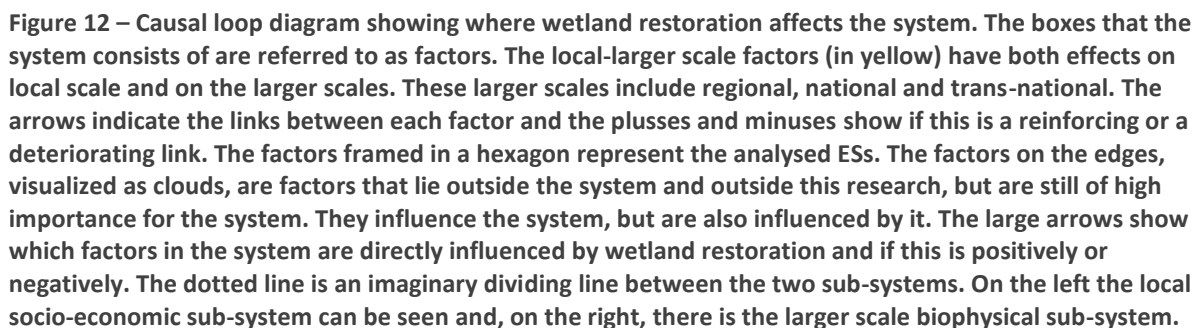 Figure 12 – Causal loop diagram showing where wetland restoration affects the system. The boxes that the
system consists of are referred to as factors. The local-larger scale factors (in yellow) have both effects on
local scale and on the larger scales. These larger scales include regional, national and trans-national. The
arrows indicate the links between each factor and the plusses and minuses show if this is a reinforcing or a
deteriorating link. The factors framed in a hexagon represent the analysed ESs. The factors on the edges,
visualized as clouds, are factors that lie outside the system and outside this research, but are still of high
importance for the system. They influence the system, but are also influenced by it. The large arrows show
which factors in the system are directly influenced by wetland restoration and if this is positively or
negatively. The dotted line is an imaginary dividing line between the two sub-systems. On the left the local
socio-economic sub-system can be seen and, on the right, there is the larger scale biophysical sub-system.